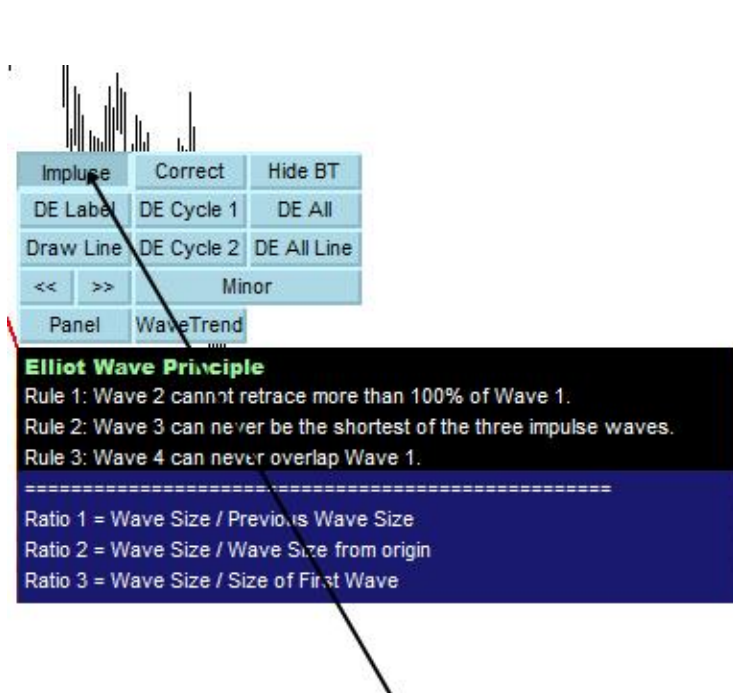 Impluse Correct Hide BT
DE Label DE Cycle 1 DE All
Draw Line DE Cycle 2 DE All Line
<< >> Minor
Panel WaveTrend
Elliot Wave Principle
Rule 1: Wave 2 cannot retrace more than 100% of Wave 1.
Rule 2: Wave 3 can never be the shortest of the three impulse waves.
Rule 3: Wave 4 can never overlap Wave 1.
=====================================================
Ratio 1 = Wave Size / Previous Wave Size
Ratio 2 = Wave Size / Wave Size from origin
Ratio 3 = Wave Size / Size of First Wave